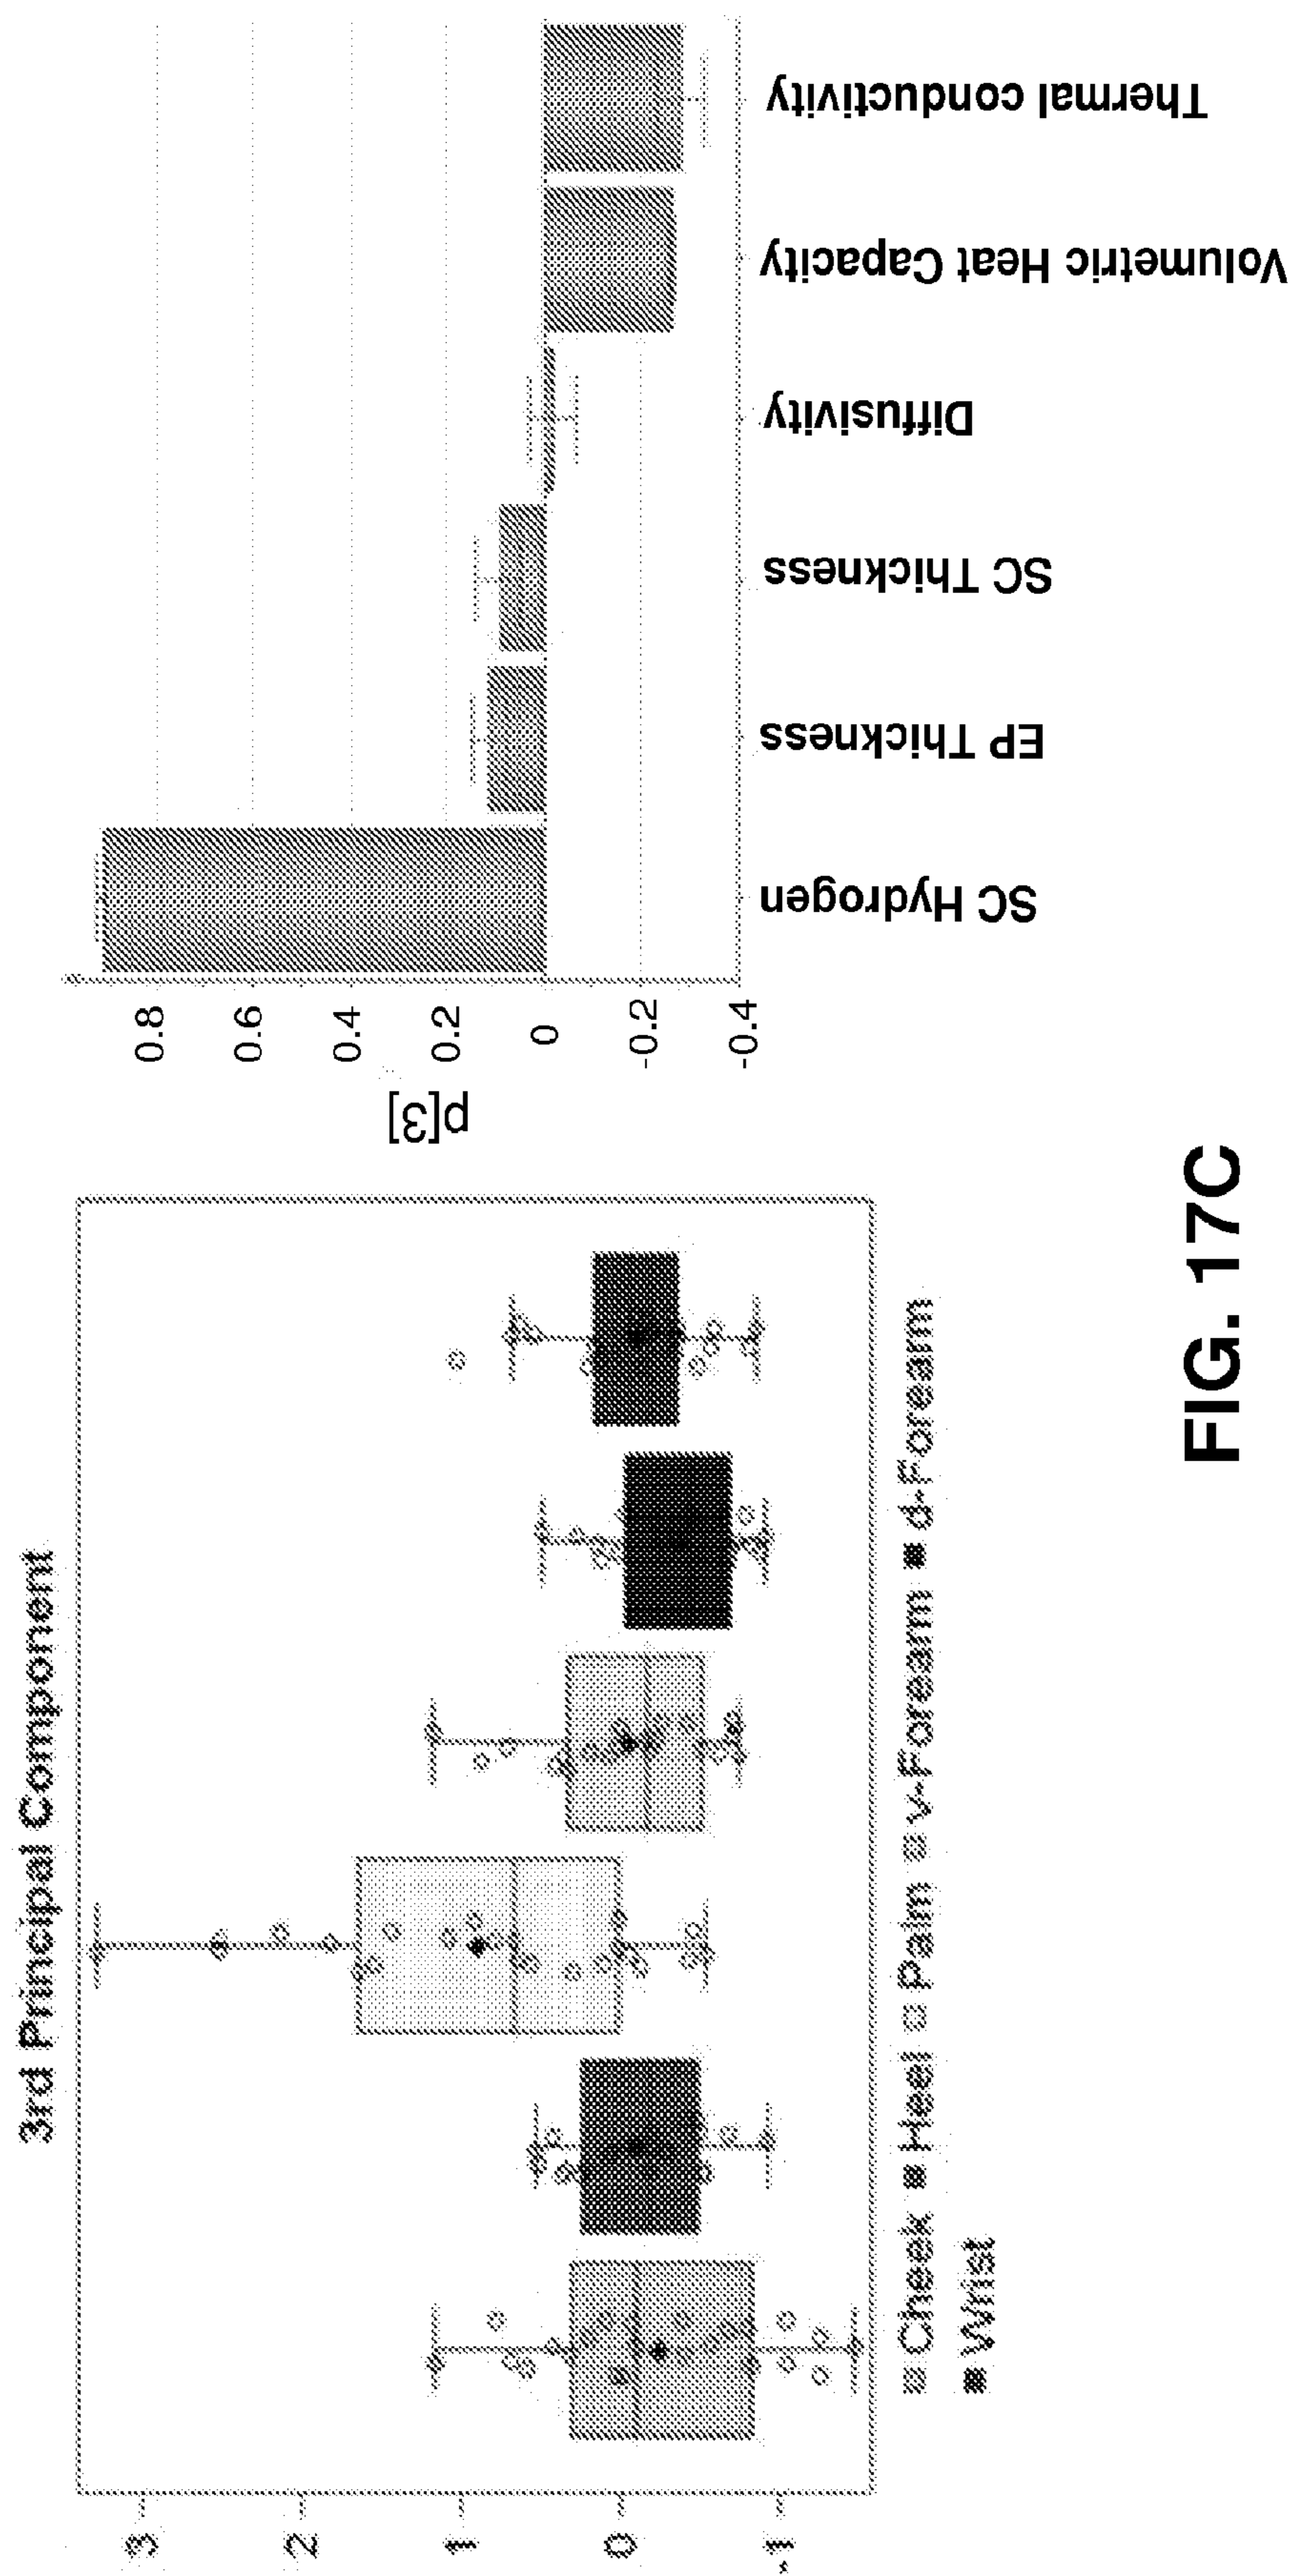 3rd Principal Component
3
2
1
0
-1
Cheek Heel Palm v-Forearm d-Forearm
Wrist
p[3]
0.8
0.6
0.4
0.2
0
-0.2
-0.4
SC Hydrogen
EP Thickness
SC Thickness
Diffusivity
Volumetric Heat Capacity
Thermal conductivity
FIG. 17C